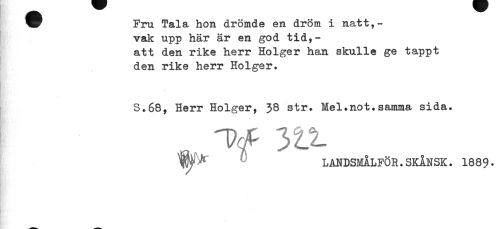 Fru Tala hon drömde en dröm i natt,-
vak upp här är en god tid,-
att den rike herr Holger han skulle ge tappt
den rike herr Holger.
S.68, Herr Holger, 38 str. Mel.not.samma sida.
DgF 322
LANDSMÅLFÖR.SKÅNSK. 1889.